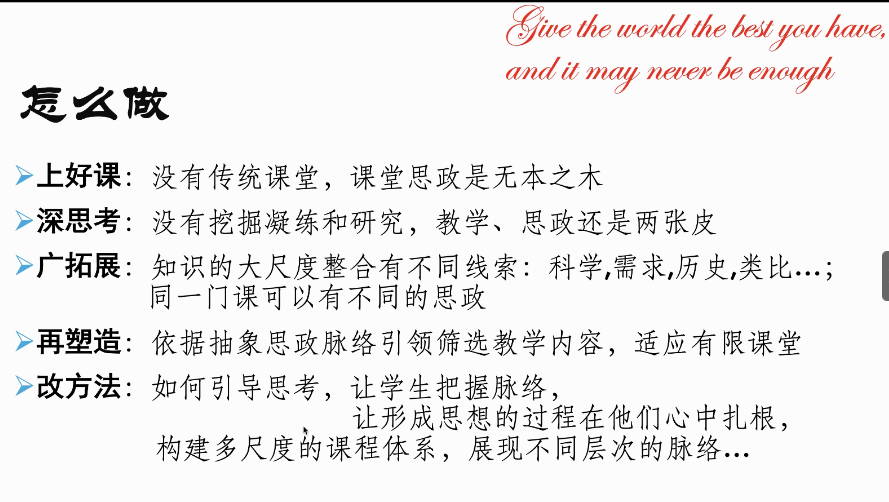 Give the world the best you have,
and it may never be enough
怎么做
上好课：没有传统课堂，课堂思政是无本之木
深思考：没有挖掘凝练和研究，教学、思政还是两张皮
广拓展：知识的大尺度整合有不同线索：科学,需求,历史,类比…；
同一门课可以有不同的思政
再塑造：依据抽象思政脉络引领筛选教学内容，适应有限课堂
改方法：如何引导思考，让学生把握脉络，
让形成思想的过程在他们心中扎根，
构建多尺度的课程体系，展现不同层次的脉络…